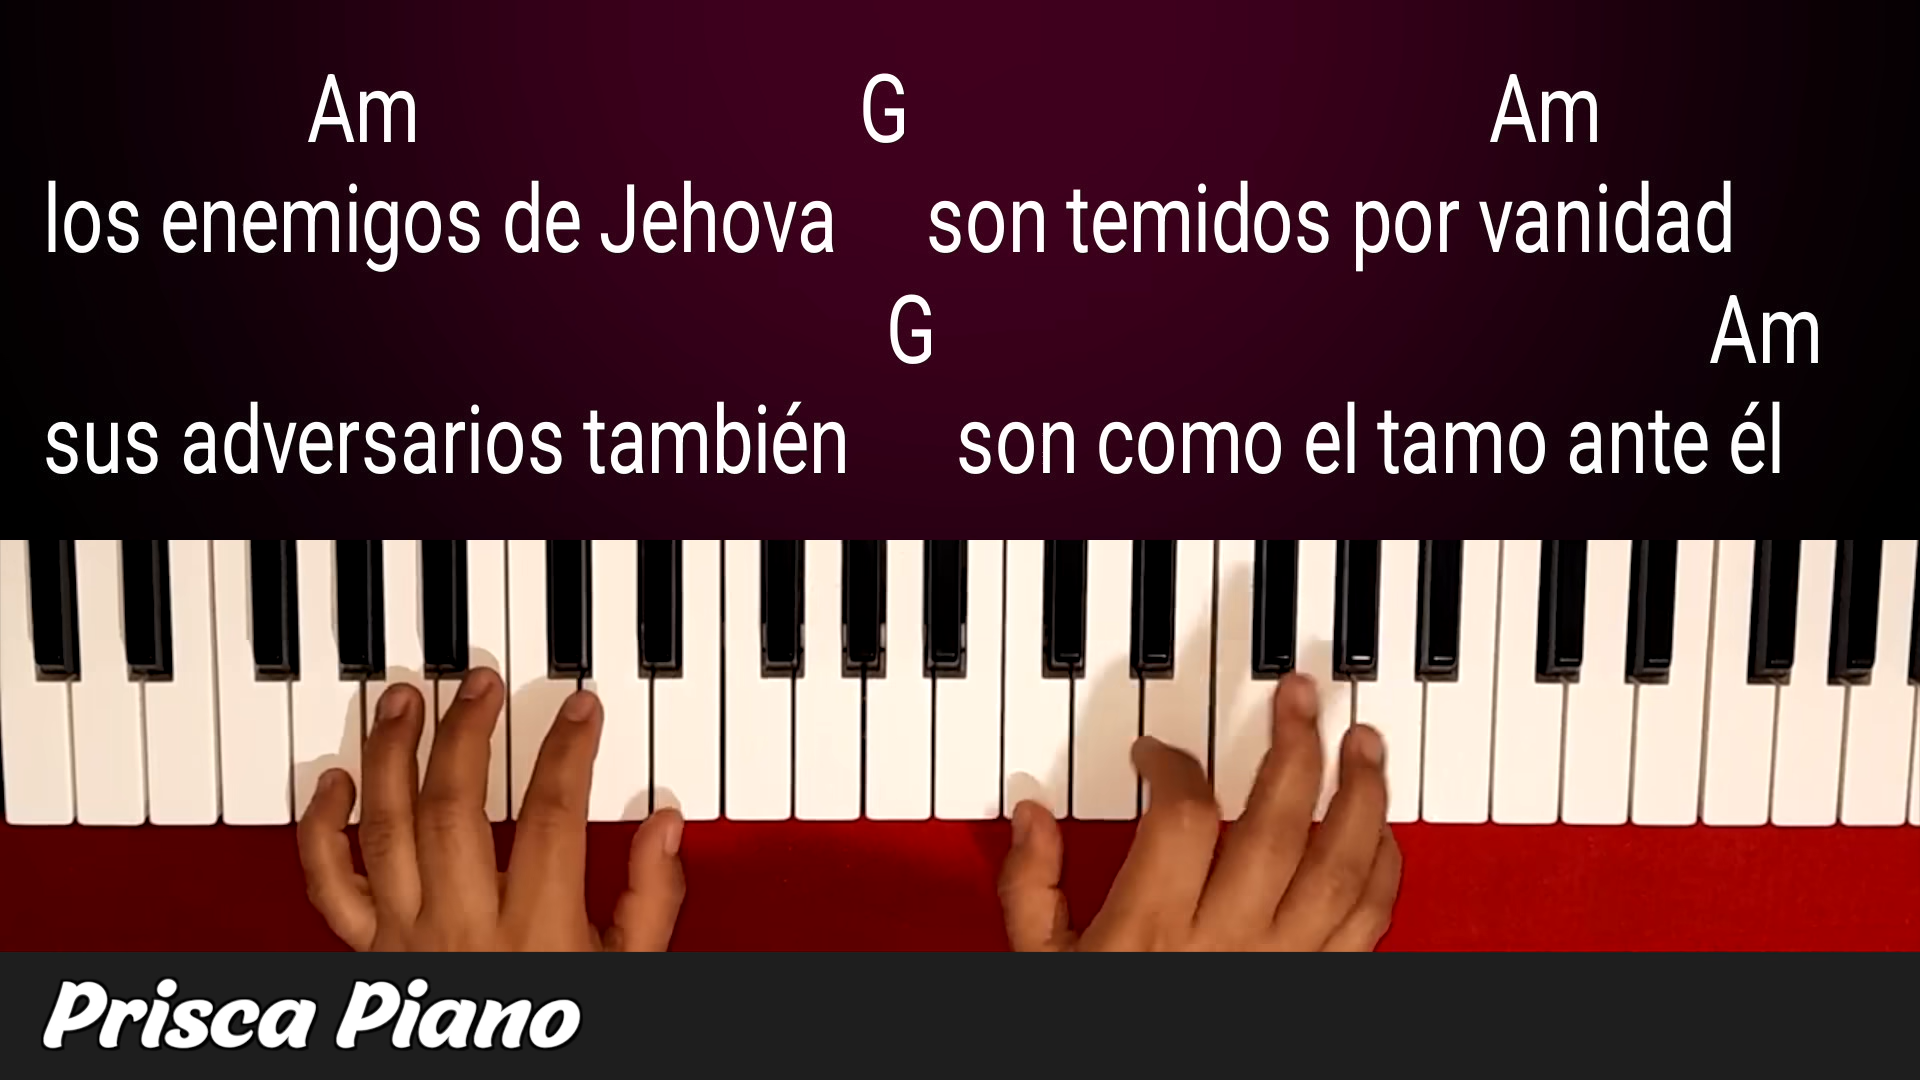 Am G Am
los enemigos de Jehova son temidos por vanidad
G Am
sus adversarios también son como el tamo ante él
Prisca Piano